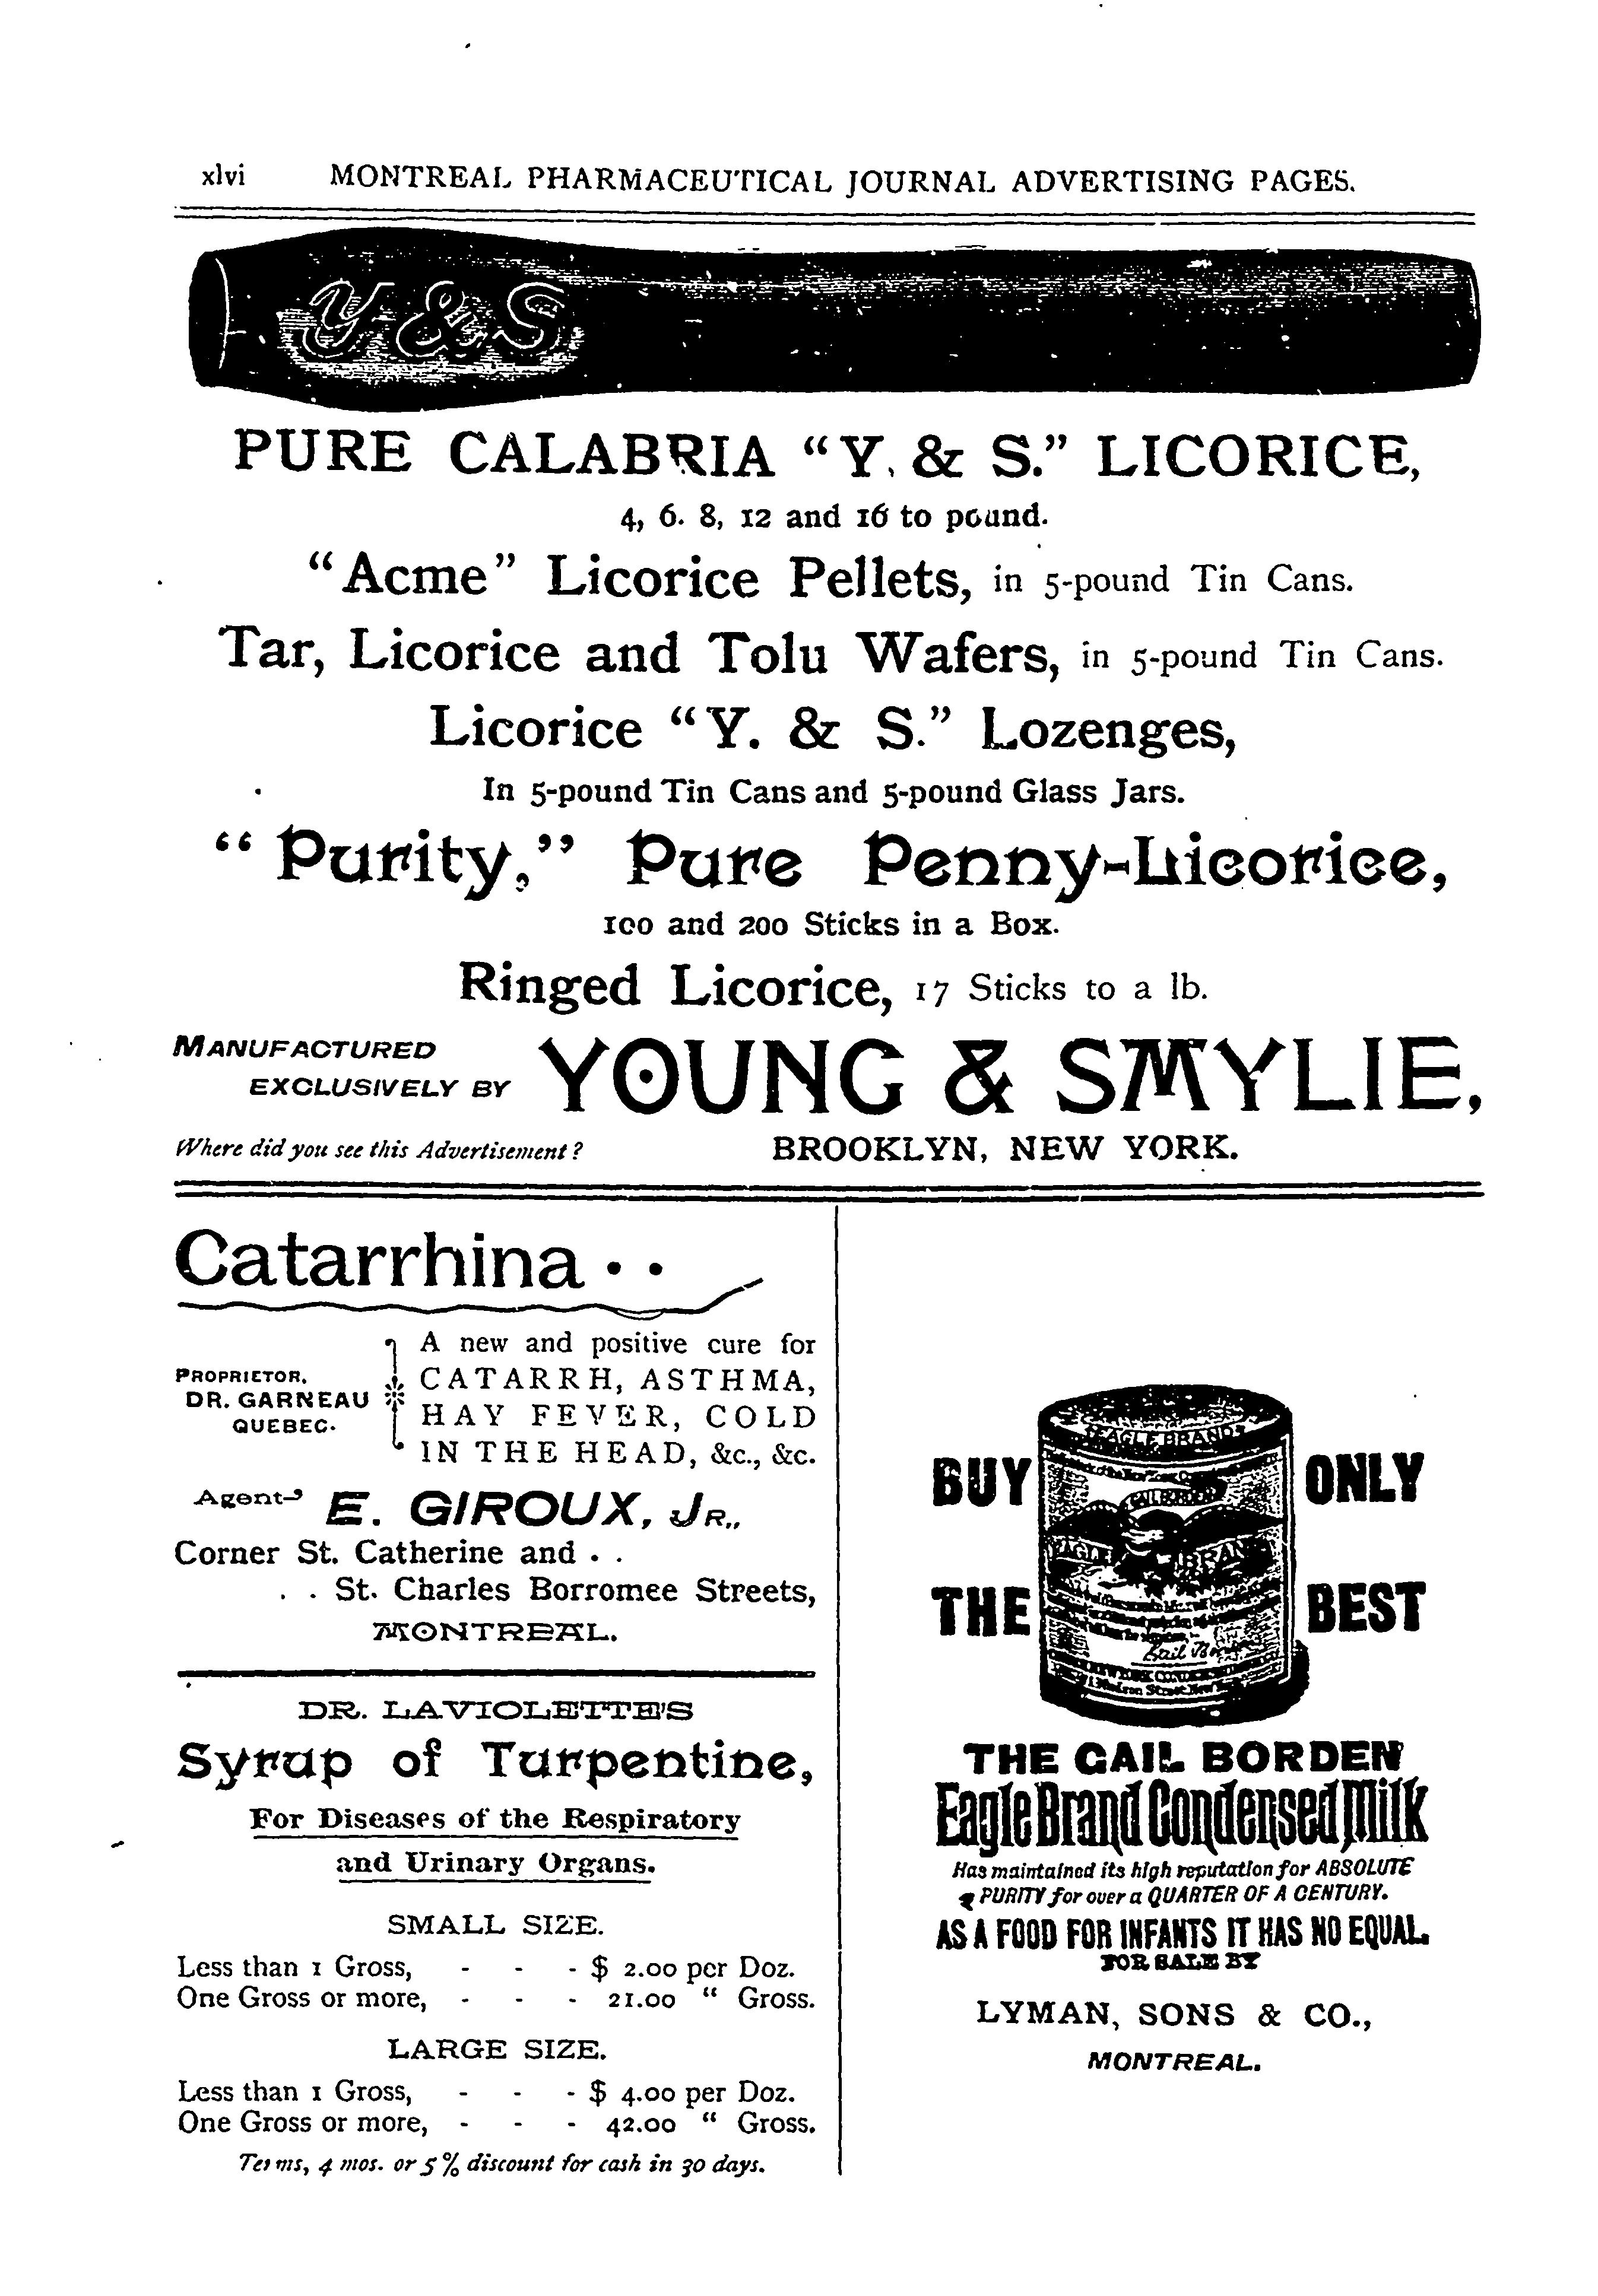 xlvi MONTREAL PHARMACEUTICAL JOURNAL ADVERTISING PAGES.
Y & S
PURE CALABRIA “Y. & S.” LICORICE,
4, 6. 8, 12 and 16 to pound.
“Acme” Licorice Pellets, in 5-pound Tin Cans.
Tar, Licorice and Tolu Wafers, in 5-pound Tin Cans.
Licorice “Y. & S.” Lozenges,
In 5-pound Tin Cans and 5-pound Glass Jars.
“Purity,” Pure Penny-Licorice,
100 and 200 Sticks in a Box.
Ringed Licorice, 17 Sticks to a lb.
MANUFACTURED
EXCLUSIVELY BY YOUNG & SMYLIE,
Where did you see this Advertisement? BROOKLYN, NEW YORK.
Catarrhina . .
PROPRIETOR.
DR. GARNEAU
QUEBEC.
A new and positive cure for
CATARRH, ASTHMA,
HAY FEVER, COLD
IN THE HEAD, &c., &c.
Agent E. GIROUX, JR.,
Corner St. Catherine and . .
. . St. Charles Borromee Streets,
MONTREAL.
DR. LAVIOLETTE'S
Syrup of Turpentine,
For Diseases of the Respiratory
and Urinary Organs.
SMALL SIZE.
Less than 1 Gross, - - - $ 2.00 per Doz.
One Gross or more, - - - 21.00 “ Gross.
LARGE SIZE.
Less than 1 Gross, - - - $ 4.00 per Doz.
One Gross or more, - - - 42.00 “ Gross.
Terms, 4 mos. or 5% discount for cash in 30 days.
EAGLE BRAND
GAIL BORDEN
EAGLE BRAND
Gail Borden
BUY ONLY
THE BEST
THE GAIL BORDEN
Eagle Brand Condensed Milk
Has maintained its high reputation for ABSOLUTE
PURITY for over a QUARTER OF A CENTURY.
AS A FOOD FOR INFANTS IT HAS NO EQUAL.
FOR SALE BY
LYMAN, SONS & CO.,
MONTREAL.